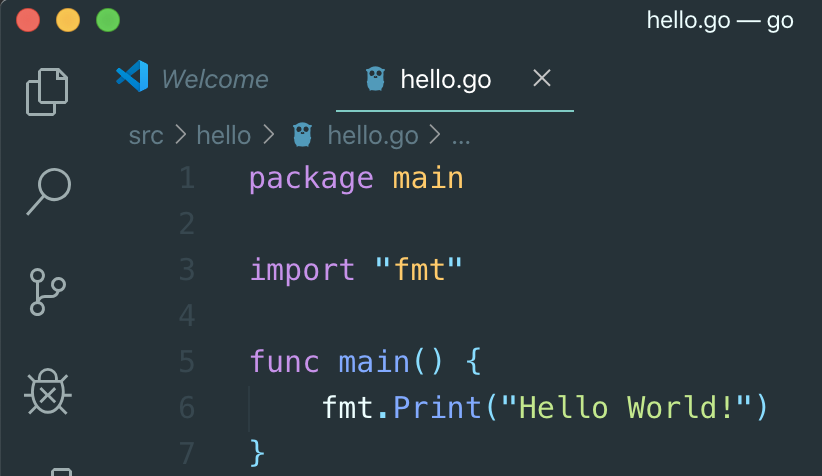 hello.go — go
Welcome hello.go
src > hello > hello.go > ...
1 package main
2
3 import "fmt"
4
5 func main() {
6     fmt.Print("Hello World!")
7 }